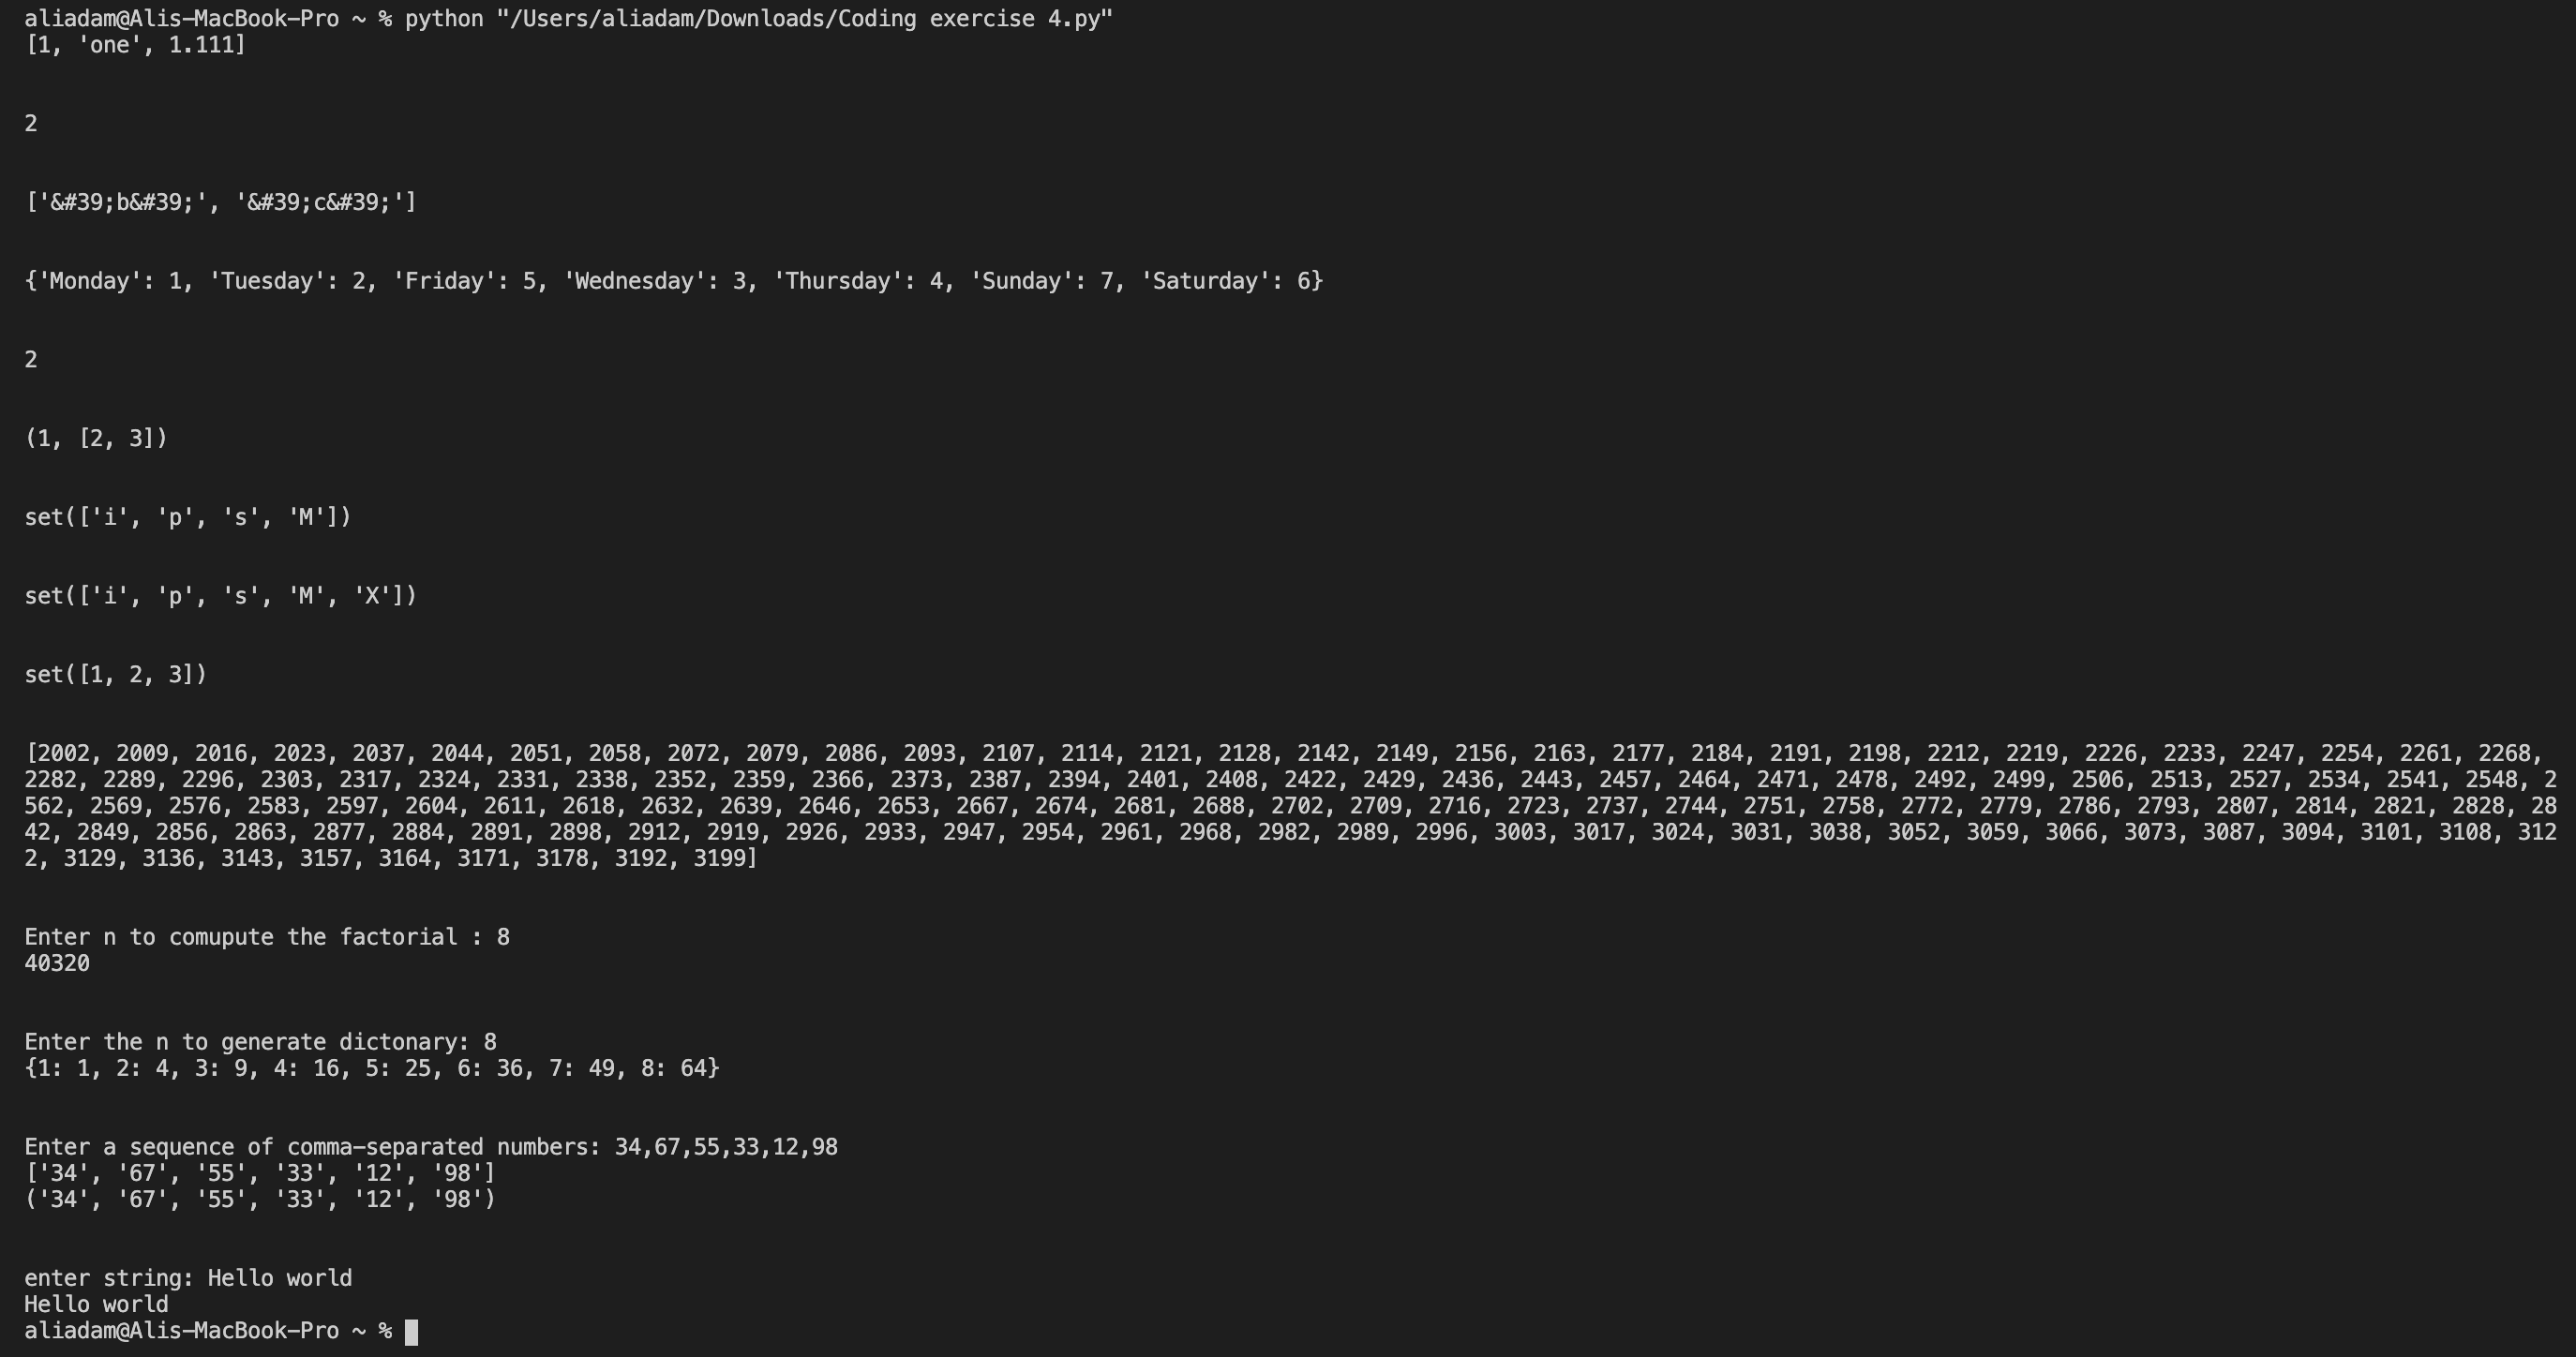 aliadam@Alis-MacBook-Pro ~ % python "/Users/aliadam/Downloads/Coding exercise 4.py"
[1, 'one', 1.111]
2
['&#39;b&#39;', '&#39;c&#39;']
{'Monday': 1, 'Tuesday': 2, 'Friday': 5, 'Wednesday': 3, 'Thursday': 4, 'Sunday': 7, 'Saturday': 6}
2
(1, [2, 3])
set(['i', 'p', 's', 'M'])
set(['i', 'p', 's', 'M', 'X'])
set([1, 2, 3])
[2002, 2009, 2016, 2023, 2037, 2044, 2051, 2058, 2072, 2079, 2086, 2093, 2107, 2114, 2121, 2128, 2142, 2149, 2156, 2163, 2177, 2184, 2191, 2198, 2212, 2219, 2226, 2233, 2247, 2254, 2261, 2268,
2282, 2289, 2296, 2303, 2317, 2324, 2331, 2338, 2352, 2359, 2366, 2373, 2387, 2394, 2401, 2408, 2422, 2429, 2436, 2443, 2457, 2464, 2471, 2478, 2492, 2499, 2506, 2513, 2527, 2534, 2541, 2548, 2
562, 2569, 2576, 2583, 2597, 2604, 2611, 2618, 2632, 2639, 2646, 2653, 2667, 2674, 2681, 2688, 2702, 2709, 2716, 2723, 2737, 2744, 2751, 2758, 2772, 2779, 2786, 2793, 2807, 2814, 2821, 2828, 28
42, 2849, 2856, 2863, 2877, 2884, 2891, 2898, 2912, 2919, 2926, 2933, 2947, 2954, 2961, 2968, 2982, 2989, 2996, 3003, 3017, 3024, 3031, 3038, 3052, 3059, 3066, 3073, 3087, 3094, 3101, 3108, 312
2, 3129, 3136, 3143, 3157, 3164, 3171, 3178, 3192, 3199]
Enter n to comupute the factorial : 8
40320
Enter the n to generate dictonary: 8
{1: 1, 2: 4, 3: 9, 4: 16, 5: 25, 6: 36, 7: 49, 8: 64}
Enter a sequence of comma-separated numbers: 34,67,55,33,12,98
['34', '67', '55', '33', '12', '98']
('34', '67', '55', '33', '12', '98')
enter string: Hello world
Hello world
aliadam@Alis-MacBook-Pro ~ %